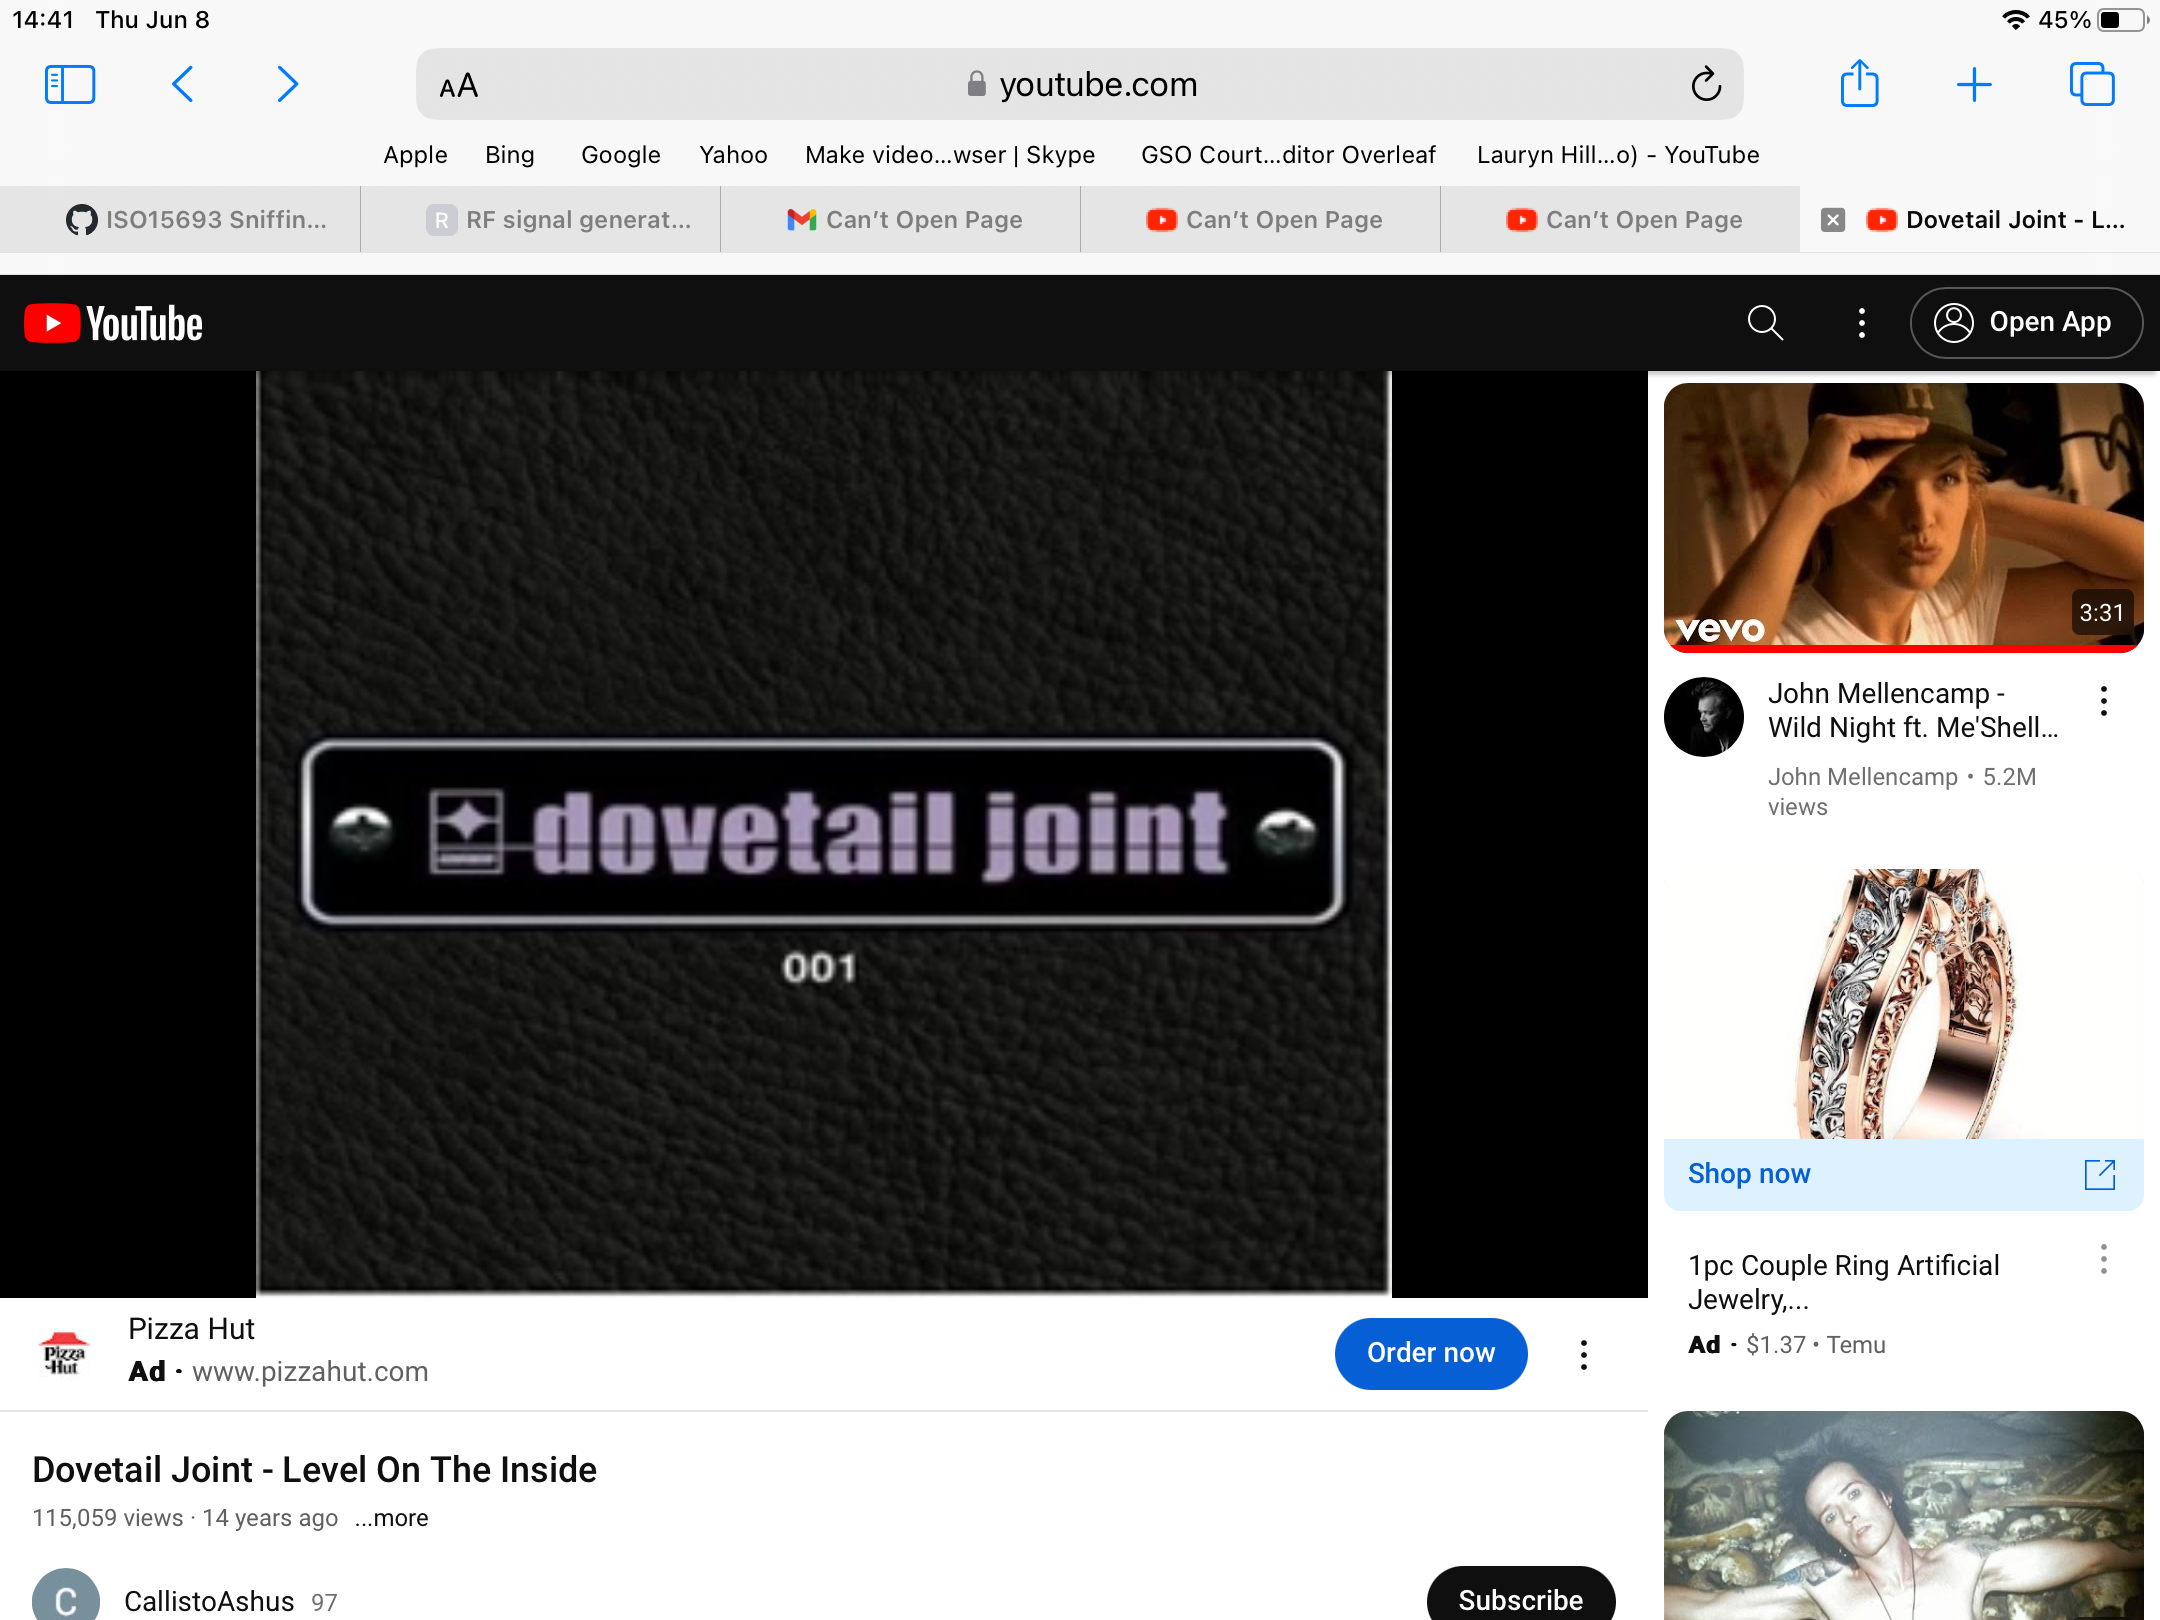 14:41 Thu Jun 8
45%
AA
youtube.com
Apple Bing Google Yahoo Make video...wser | Skype GSO Court...ditor Overleaf Lauryn Hill...o) - YouTube
ISO15693 Sniffin... R RF signal generat... Can't Open Page Can't Open Page Can't Open Page Dovetail Joint - L...
YouTube
Open App
dovetail joint
001
Pizza Hut
Pizza Hut
Ad · www.pizzahut.com
Order now
Dovetail Joint - Level On The Inside
115,059 views · 14 years ago ...more
C
CallistoAshus 97
Subscribe
vevo
3:31
John Mellencamp -
Wild Night ft. Me'Shell...
John Mellencamp • 5.2M
views
Shop now
1pc Couple Ring Artificial
Jewelry,...
Ad · $1.37 • Temu